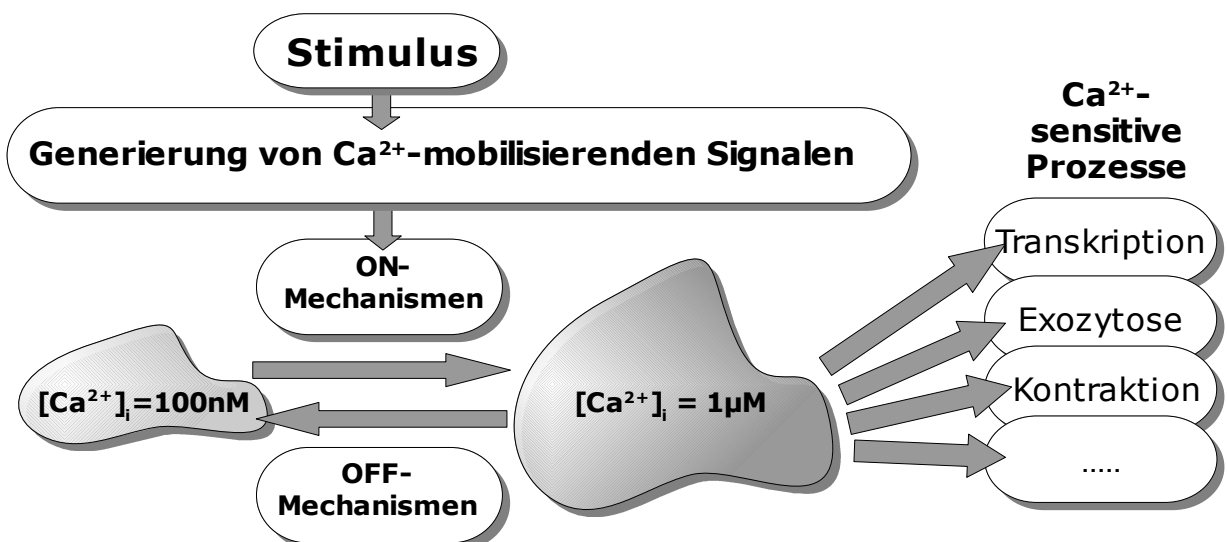 Stimulus
Generierung von Ca²⁺-mobilisierenden Signalen
ON-
Mechanismen
[Ca²⁺]ᵢ=100nM
[Ca²⁺]ᵢ = 1µM
OFF-
Mechanismen
Ca²⁺-
sensitive
Prozesse
Transkription
Exozytose
Kontraktion
.....